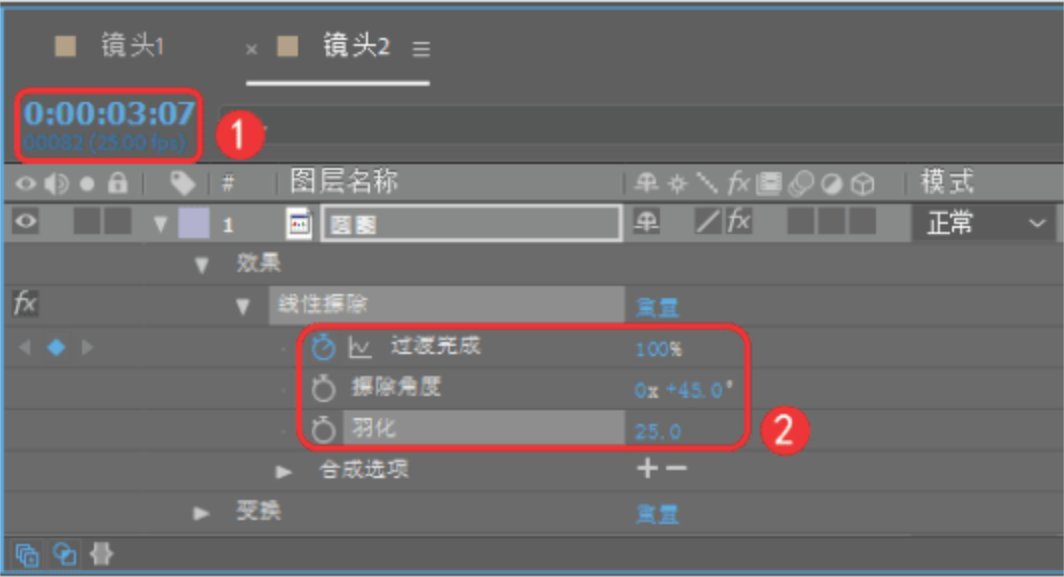 镜头1 × 镜头2
0:00:03:07
00082 (25.00 fps)
1
# 图层名称 fx 模式
1 fx 正常
效果
fx 线性擦除 重置
过渡完成 100%
擦除角度 0x +45.0°
羽化 25.0
2
合成选项 +−
变换 重置